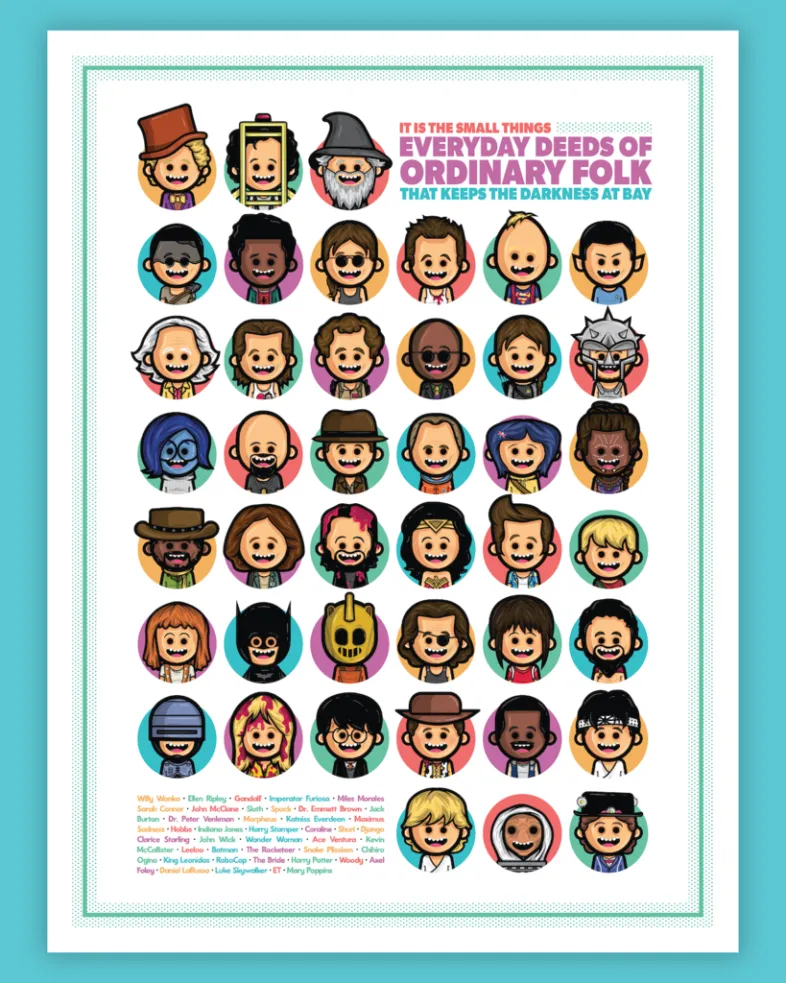 IT IS THE SMALL THINGS
EVERYDAY DEEDS OF
ORDINARY FOLK
THAT KEEPS THE DARKNESS AT BAY
Willy Wonka • Ellen Ripley • Gandalf • Imperator Furiosa • Miles Morales
Sarah Connor • John McClane • Sloth • Spock • Dr. Emmett Brown • Jack
Burton • Dr. Peter Venkman • Morpheus • Katniss Everdeen • Maximus
Sadness • Hobbs • Indiana Jones • Harry Stamper • Coraline • Shuri • Django
Clarice Starling • John Wick • Wonder Woman • Ace Ventura • Kevin
McCallister • Leeloo • Batman • The Rocketeer • Snake Plissken • Chihiro
Ogino • King Leonidas • RoboCop • The Bride • Harry Potter • Woody • Axel
Foley • Daniel LaRusso • Luke Skywalker • ET • Mary Poppins